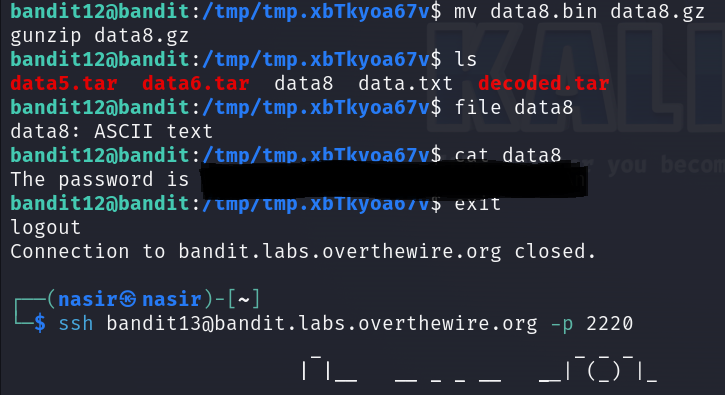 bandit12@bandit:/tmp/tmp.xbTkyoa67v$ mv data8.bin data8.gz
gunzip data8.gz
bandit12@bandit:/tmp/tmp.xbTkyoa67v$ ls
data5.tar data6.tar data8 data.txt decoded.tar
bandit12@bandit:/tmp/tmp.xbTkyoa67v$ file data8
data8: ASCII text
bandit12@bandit:/tmp/tmp.xbTkyoa67v$ cat data8
The password is
bandit12@bandit:/tmp/tmp.xbTkyoa67v$ exit
logout
Connection to bandit.labs.overthewire.org closed.
┌──(nasir㉿nasir)-[~]
└─$ ssh bandit13@bandit.labs.overthewire.org -p 2220